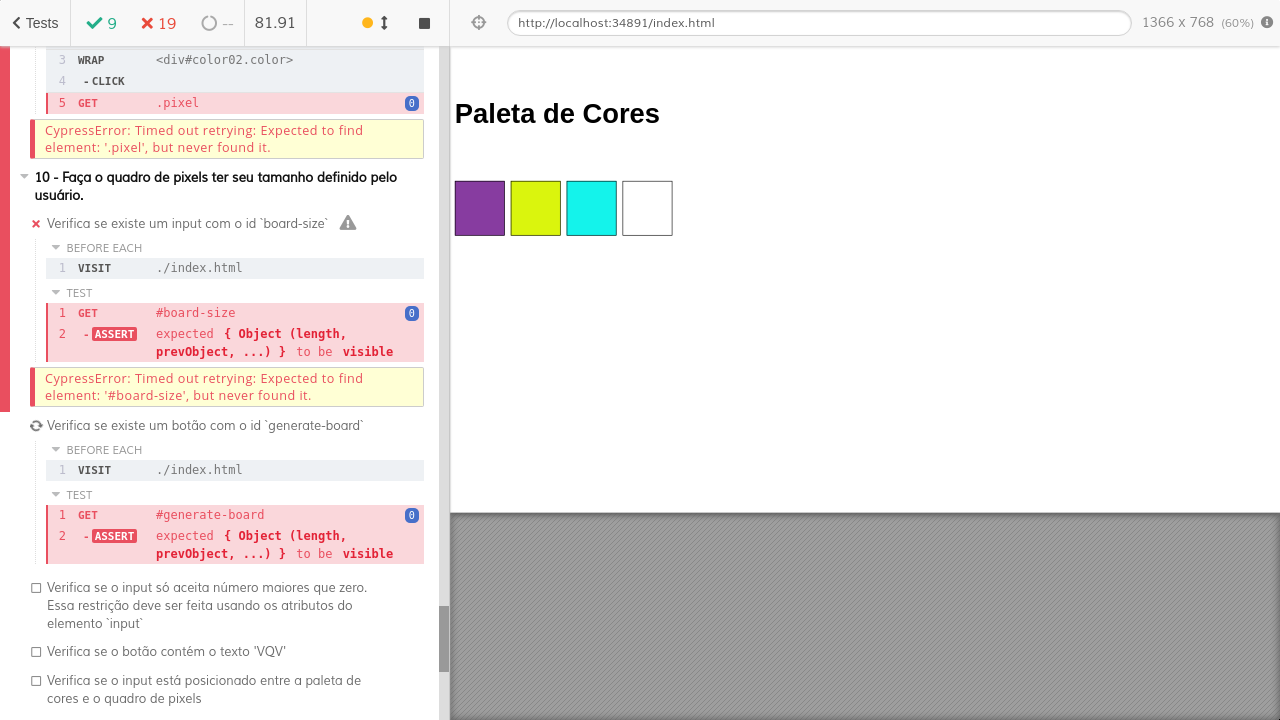 Tests
9
19
--
81.91
http://localhost:34891/index.html
1366 x 768 (60%)
3 WRAP <div#color02.color>
4 - CLICK
5 GET .pixel 0
CypressError: Timed out retrying: Expected to find
element: '.pixel', but never found it.
10 - Faça o quadro de pixels ter seu tamanho definido pelo
usuário.
Verifica se existe um input com o id `board-size`
BEFORE EACH
1 VISIT ./index.html
TEST
1 GET #board-size 0
2 - ASSERT expected { Object (length,
prevObject, ...) } to be visible
CypressError: Timed out retrying: Expected to find
element: '#board-size', but never found it.
Verifica se existe um botão com o id `generate-board`
BEFORE EACH
1 VISIT ./index.html
TEST
1 GET #generate-board 0
2 - ASSERT expected { Object (length,
prevObject, ...) } to be visible
Verifica se o input só aceita número maiores que zero.
Essa restrição deve ser feita usando os atributos do
elemento `input`
Verifica se o botão contém o texto 'VQV'
Verifica se o input está posicionado entre a paleta de
cores e o quadro de pixels
Paleta de Cores